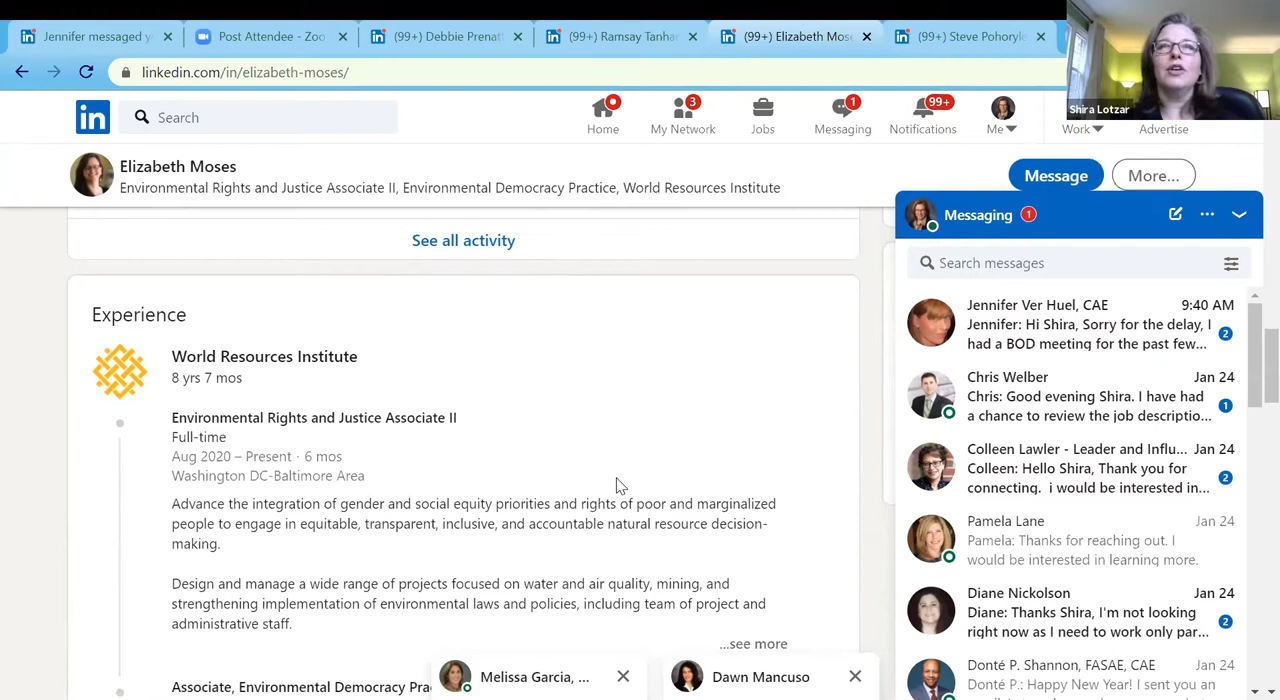 Jennifer messaged y
Post Attendee - Zoo
(99+) Debbie Prenat
(99+) Ramsay Tanha
(99+) Elizabeth Mos
(99+) Steve Pohoryle
linkedin.com/in/elizabeth-moses/
Shira Lotzar
in
Search
Home
3
My Network
Jobs
1
Messaging
99+
Notifications
Me
Work
Advertise
Elizabeth Moses
Environmental Rights and Justice Associate II, Environmental Democracy Practice, World Resources Institute
Message
More...
See all activity
Experience
World Resources Institute
8 yrs 7 mos
Environmental Rights and Justice Associate II
Full-time
Aug 2020 – Present · 6 mos
Washington DC-Baltimore Area
Advance the integration of gender and social equity priorities and rights of poor and marginalized
people to engage in equitable, transparent, inclusive, and accountable natural resource decision-
making.
Design and manage a wide range of projects focused on water and air quality, mining, and
strengthening implementation of environmental laws and policies, including team of project and
administrative staff.
...see more
Associate, Environmental Democracy Pra
Melissa Garcia, ...
Dawn Mancuso
Messaging 1
Search messages
Jennifer Ver Huel, CAE 9:40 AM
Jennifer: Hi Shira, Sorry for the delay, I
had a BOD meeting for the past few...
2
Chris Welber Jan 24
Chris: Good evening Shira. I have had
a chance to review the job descriptio...
1
Colleen Lawler - Leader and Influ... Jan 24
Colleen: Hello Shira, Thank you for
connecting. i would be interested in...
2
Pamela Lane Jan 24
Pamela: Thanks for reaching out. I
would be interested in learning more.
Diane Nickolson Jan 24
Diane: Thanks Shira, I'm not looking
right now as I need to work only par...
2
Donté P. Shannon, FASAE, CAE Jan 24
Donté P.: Happy New Year! I sent you an